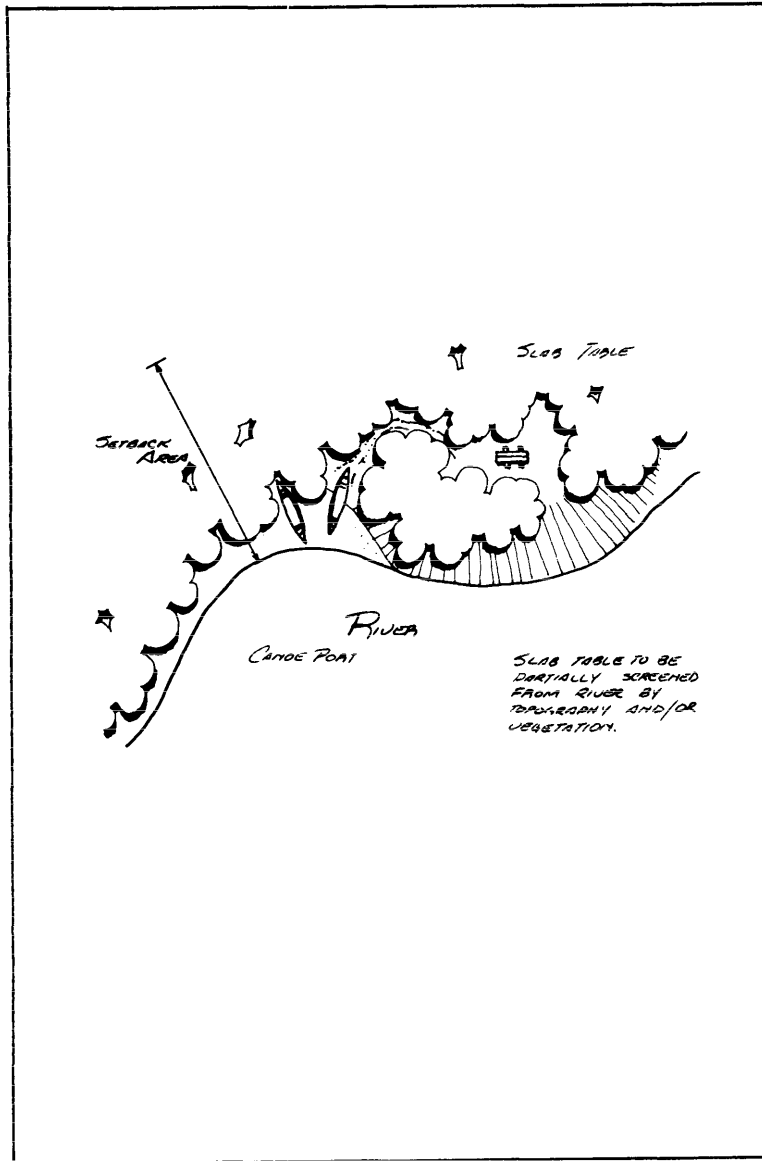 SLAB TABLE
SETBACK
AREA
RIVER
CANOE PORT
SLAB TABLE TO BE
PARTIALLY SCREENED
FROM RIVER BY
TOPOGRAPHY AND/OR
VEGETATION.